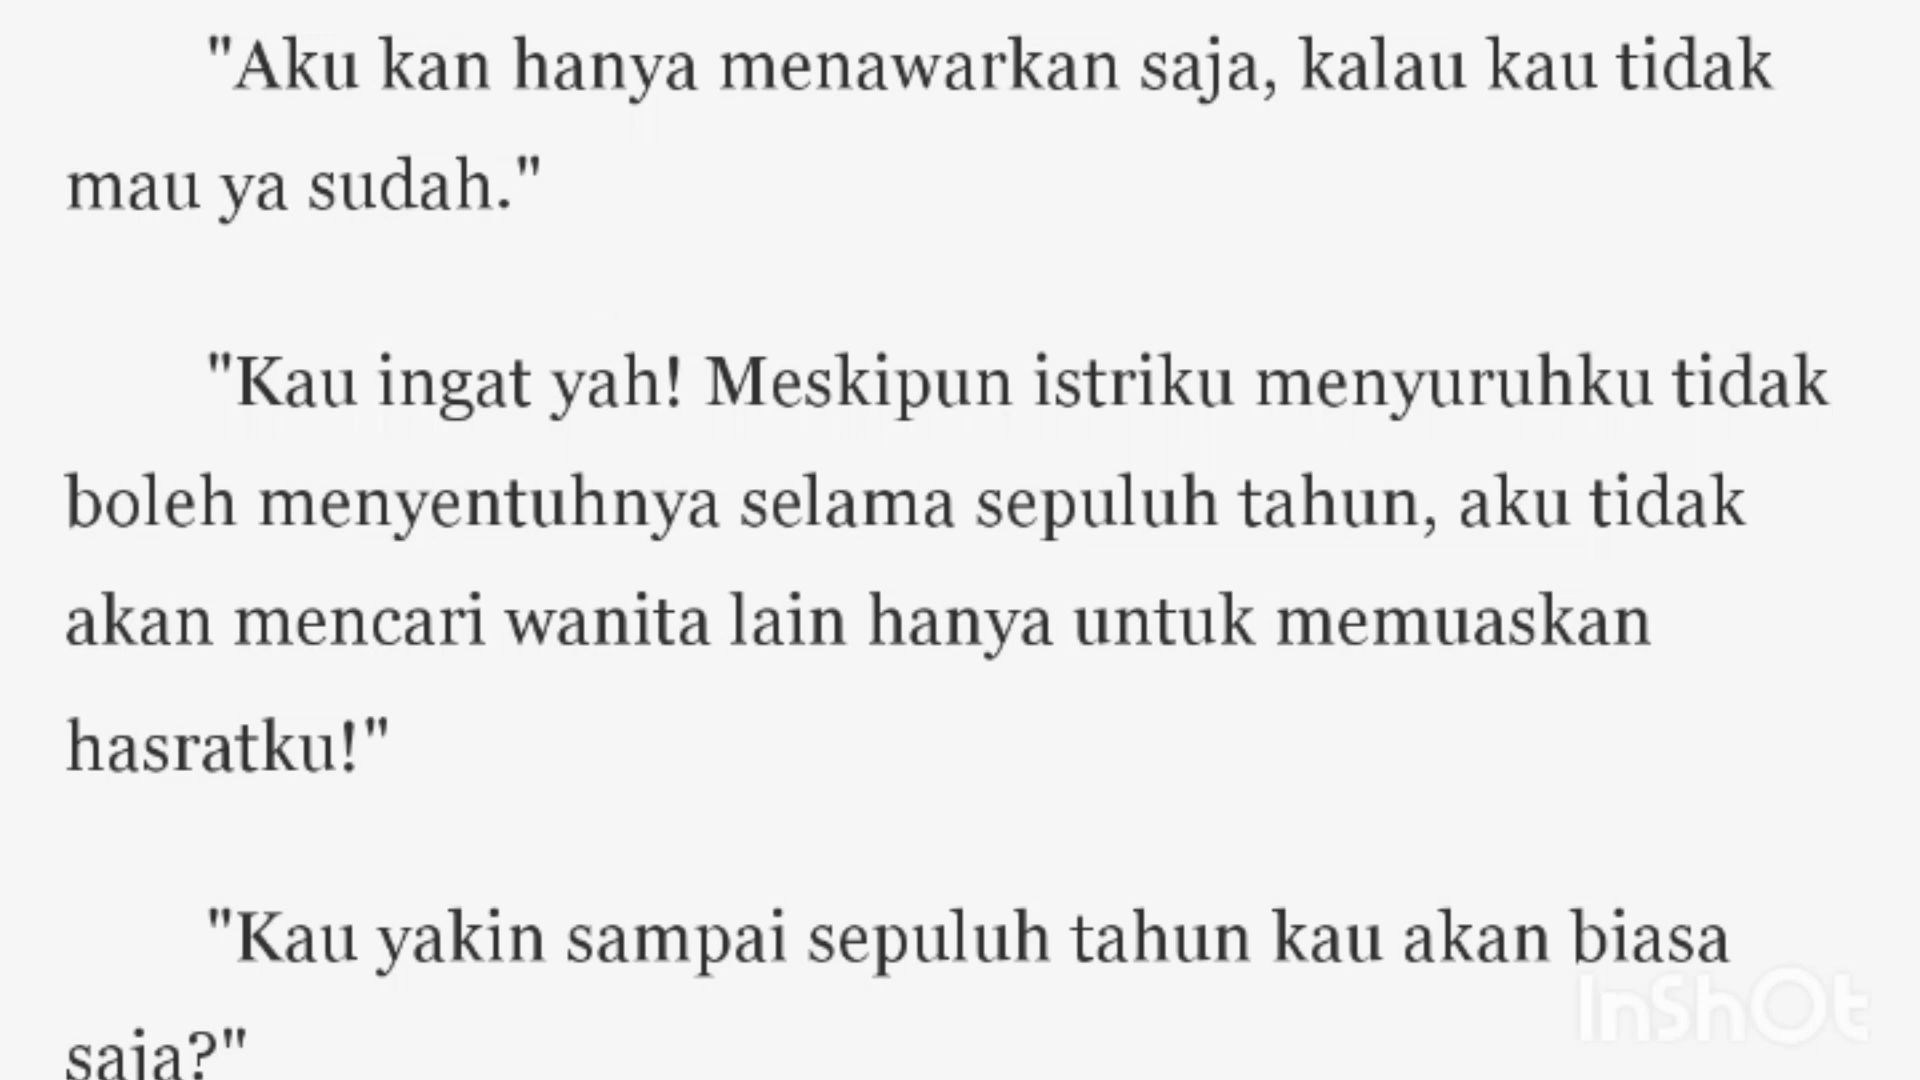 "Aku kan hanya menawarkan saja, kalau kau tidak
mau ya sudah."
"Kau ingat yah! Meskipun istriku menyuruhku tidak
boleh menyentuhnya selama sepuluh tahun, aku tidak
akan mencari wanita lain hanya untuk memuaskan
hasratku!"
"Kau yakin sampai sepuluh tahun kau akan biasa
saja?"
InShOt